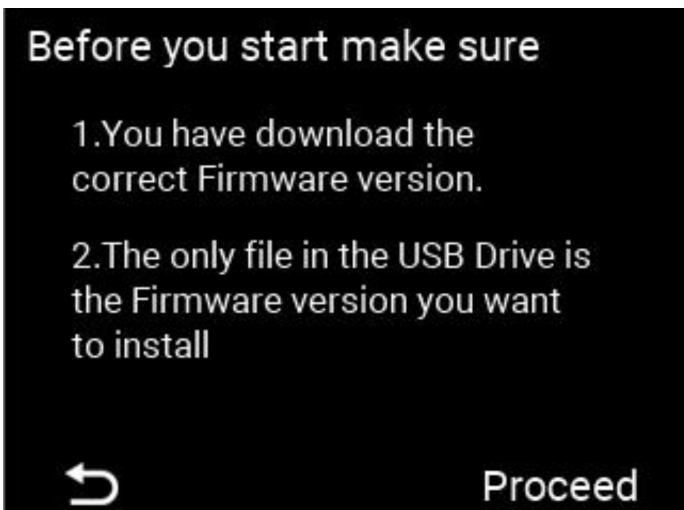 Before you start make sure
1.You have download the
correct Firmware version.
2.The only file in the USB Drive is
the Firmware version you want
to install
Proceed